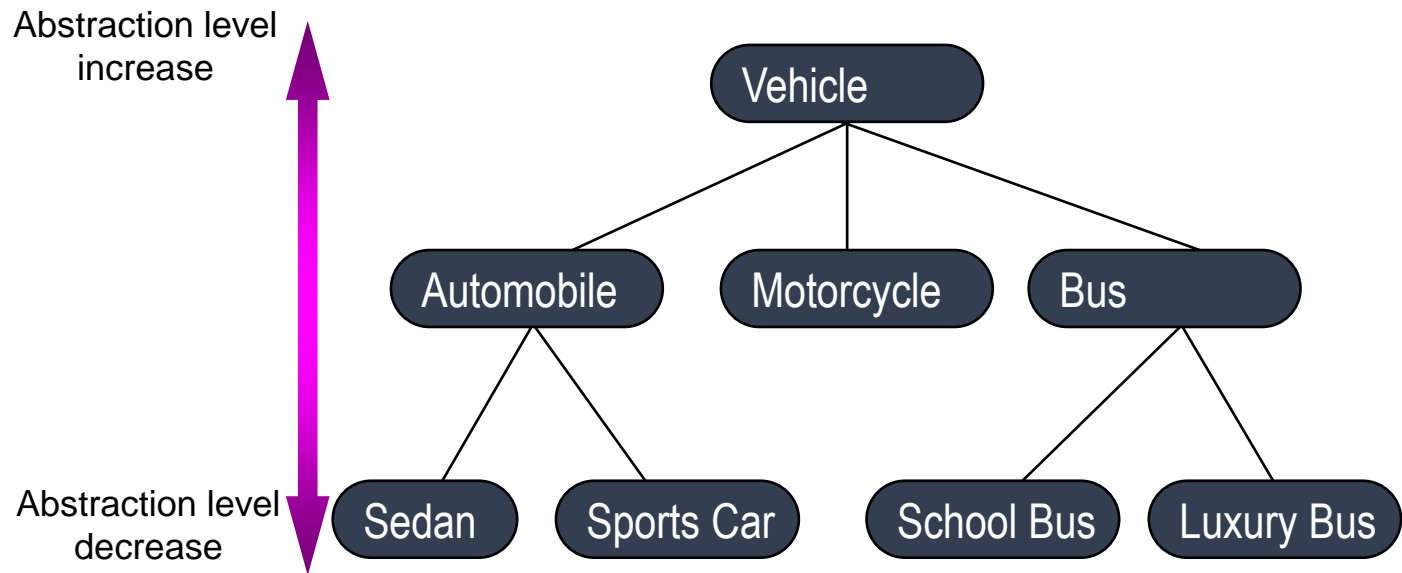 Abstraction level
increase
Vehicle
Automobile
Motorcycle
Bus
Abstraction level
decrease
Sedan
Sports Car
School Bus
Luxury Bus